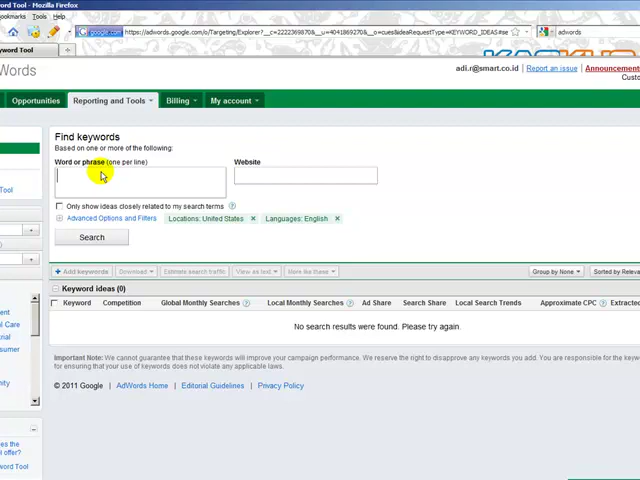 word Tool - Mozilla Firefox
ookmarks Tools Help
google.com https://adwords.google.com/o/Targeting/Explorer?__c=2222369870&__u=4041869270&__o=cues&ideaRequestType=KEYWORD_IDEAS#se adwords
eyword Tool
Words
adi.r@smart.co.id Report an issue Announcements
Custo
Opportunities Reporting and Tools Billing My account
Find keywords
Based on one or more of the following:
Word or phrase (one per line) Website
Tool
Only show ideas closely related to my search terms
Advanced Options and Filters Locations: United States Languages: English
Search
Add keywords Download Estimate search traffic View as text More like these Group by None Sorted by Releva
Keyword ideas (0)
Keyword Competition Global Monthly Searches Local Monthly Searches Ad Share Search Share Local Search Trends Approximate CPC Extracted
No search results were found. Please try again.
ent
l Care
trial
nsumer
nity
Important Note: We cannot guarantee that these keywords will improve your campaign performance. We reserve the right to disapprove any keywords you add. You are responsible for the keyword
for ensuring that your use of keywords does not violate any applicable laws.
© 2011 Google AdWords Home Editorial Guidelines Privacy Policy
es the
l offer?
word Tool